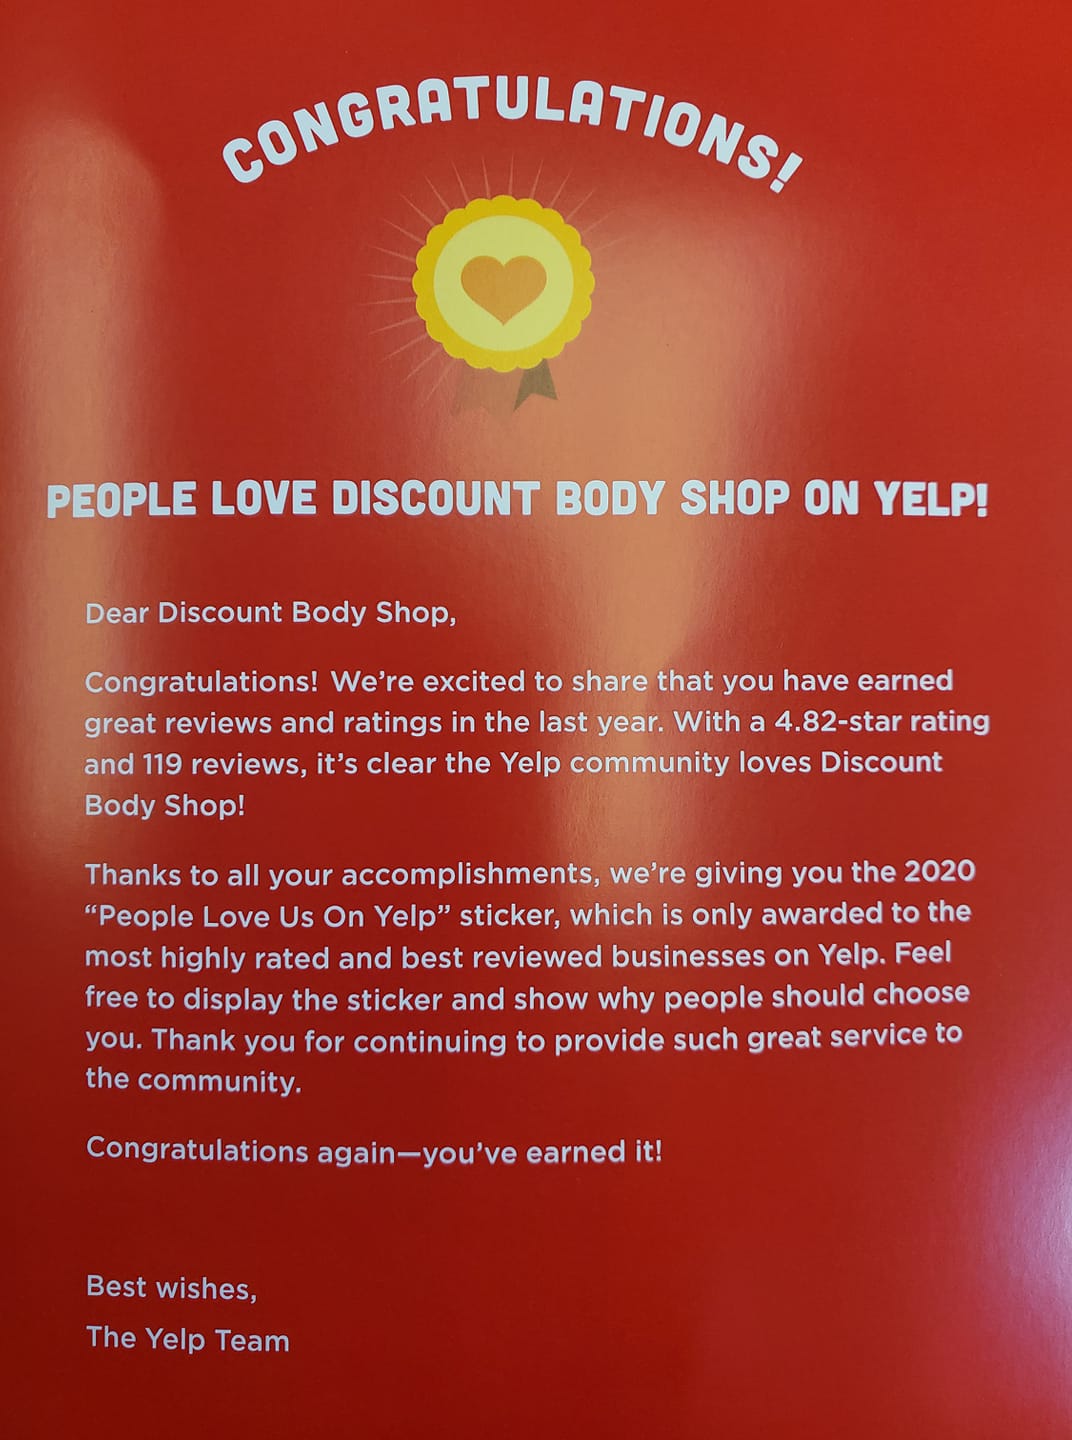 CONGRATULATIONS!
PEOPLE LOVE DISCOUNT BODY SHOP ON YELP!
Dear Discount Body Shop,
Congratulations! We’re excited to share that you have earned
great reviews and ratings in the last year. With a 4.82-star rating
and 119 reviews, it’s clear the Yelp community loves Discount
Body Shop!
Thanks to all your accomplishments, we’re giving you the 2020
“People Love Us On Yelp” sticker, which is only awarded to the
most highly rated and best reviewed businesses on Yelp. Feel
free to display the sticker and show why people should choose
you. Thank you for continuing to provide such great service to
the community.
Congratulations again—you’ve earned it!
Best wishes,
The Yelp Team